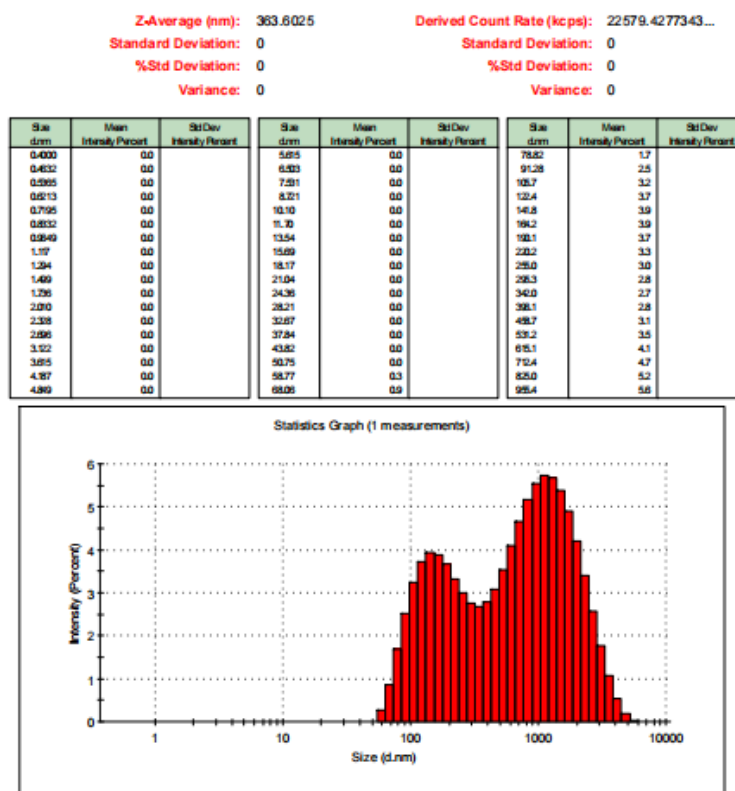 Z-Average (nm): 363.6025 Derived Count Rate (kcps): 22579.4277343...
Standard Deviation: 0 Standard Deviation: 0
%Std Deviation: 0 %Std Deviation: 0
Variance: 0 Variance: 0
Size Mean Std Dev Size Mean Std Dev Size Mean Std Dev
d.nm Intensity Percent Intensity Percent d.nm Intensity Percent Intensity Percent d.nm Intensity Percent Intensity Percent
0.4000 0.0 5.615 0.0 78.82 1.7
0.4632 0.0 6.503 0.0 91.28 2.5
0.5365 0.0 7.531 0.0 105.7 3.2
0.6213 0.0 8.721 0.0 122.4 3.7
0.7195 0.0 10.10 0.0 141.8 3.9
0.8332 0.0 11.70 0.0 164.2 3.9
0.9649 0.0 13.54 0.0 190.1 3.7
1.117 0.0 15.69 0.0 220.2 3.3
1.294 0.0 18.17 0.0 255.0 3.0
1.499 0.0 21.04 0.0 295.3 2.8
1.736 0.0 24.36 0.0 342.0 2.7
2.010 0.0 28.21 0.0 396.1 2.8
2.328 0.0 32.67 0.0 458.7 3.1
2.696 0.0 37.84 0.0 531.2 3.5
3.122 0.0 43.82 0.0 615.1 4.1
3.615 0.0 50.75 0.0 712.4 4.7
4.187 0.0 58.77 0.3 825.0 5.2
4.849 0.0 68.06 0.9 955.4 5.6
Statistics Graph (1 measurements)
6
5
4
3
2
1
0
Intensity (Percent)
1 10 100 1000 10000
Size (d.nm)